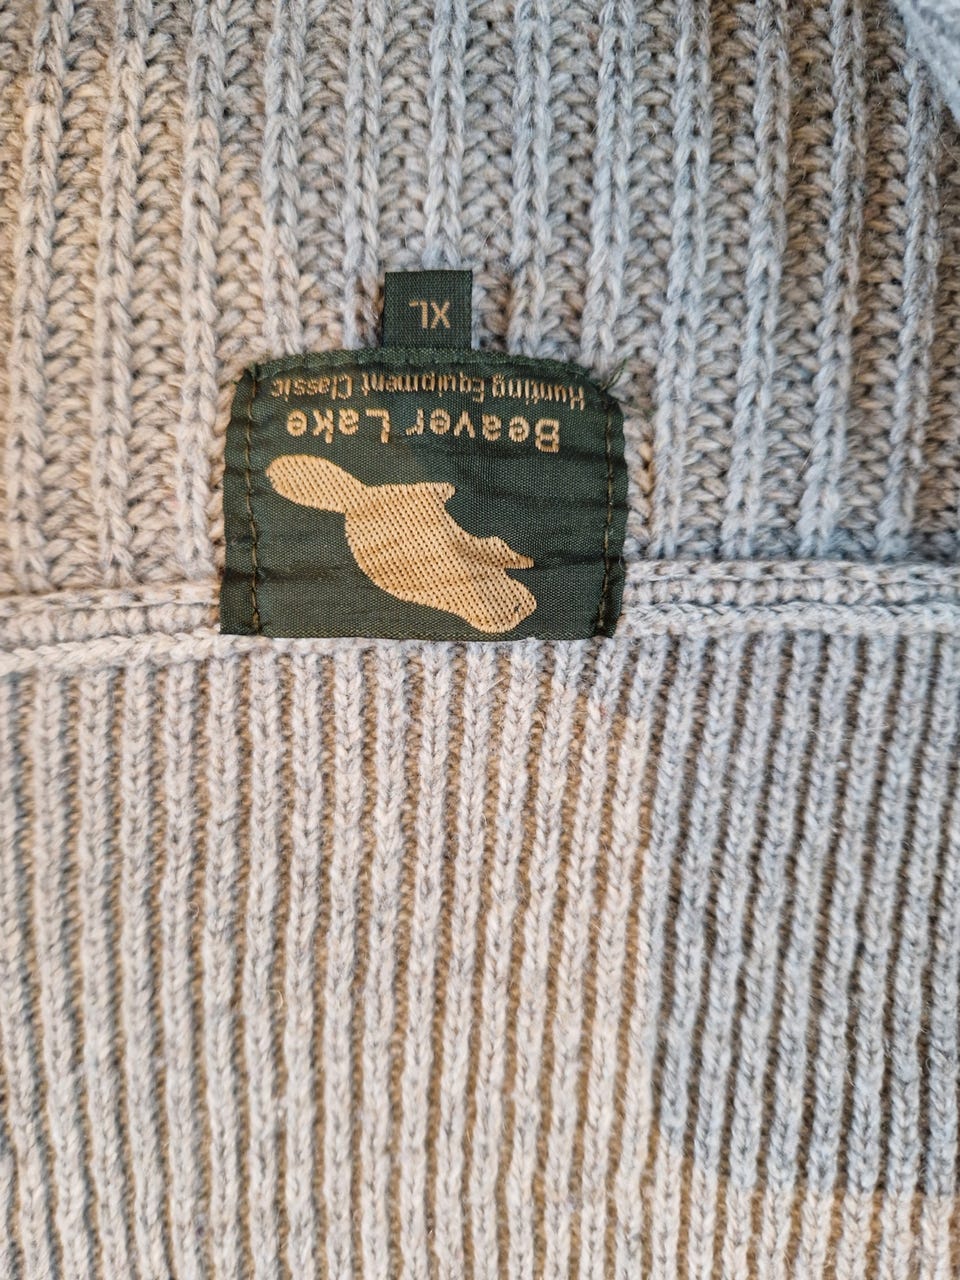 Beaver Lake
Hunting Equipment Classic
XL